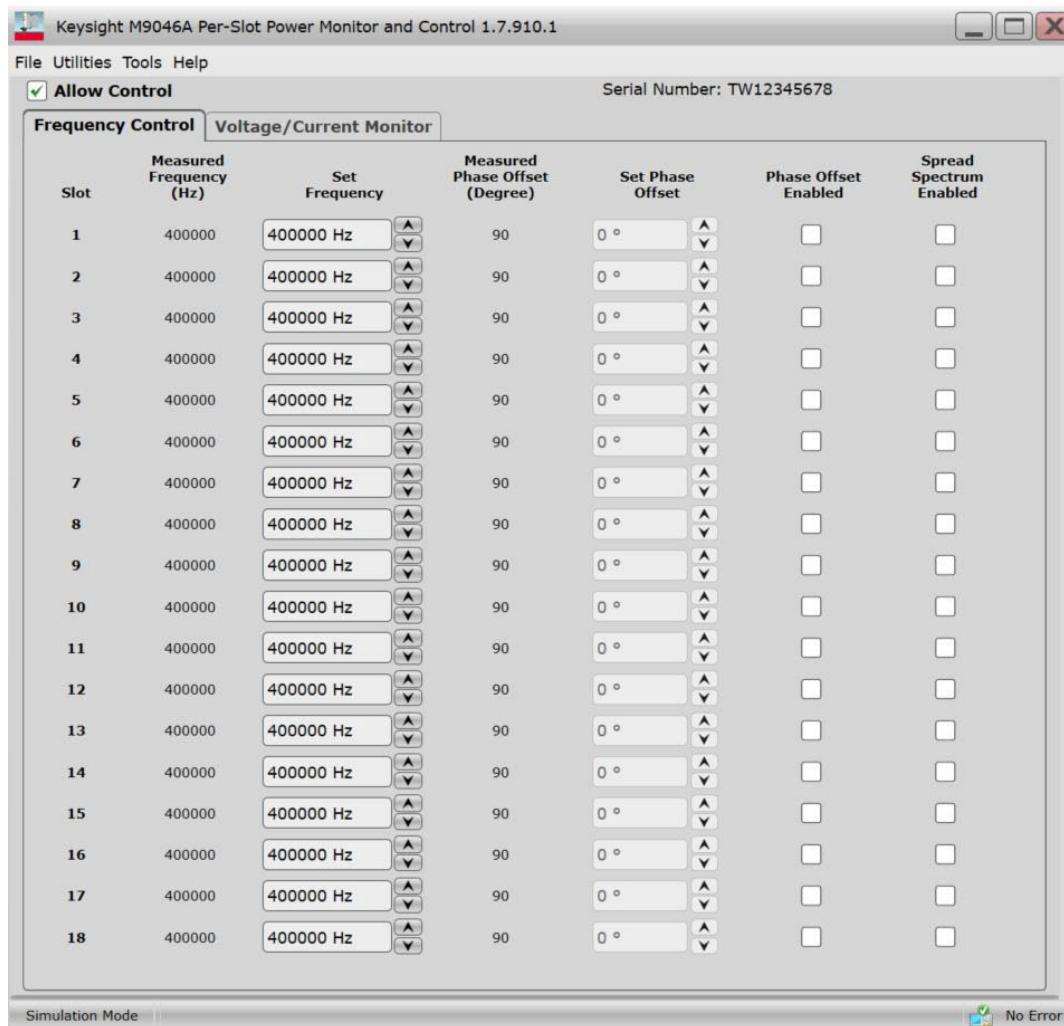 Keysight M9046A Per-Slot Power Monitor and Control 1.7.910.1
File Utilities Tools Help
Allow Control Serial Number: TW12345678
Frequency Control Voltage/Current Monitor
Slot Measured Frequency (Hz) Set Frequency Measured Phase Offset (Degree) Set Phase Offset Phase Offset Enabled Spread Spectrum Enabled
1 400000 400000 Hz 90 0 °
2 400000 400000 Hz 90 0 °
3 400000 400000 Hz 90 0 °
4 400000 400000 Hz 90 0 °
5 400000 400000 Hz 90 0 °
6 400000 400000 Hz 90 0 °
7 400000 400000 Hz 90 0 °
8 400000 400000 Hz 90 0 °
9 400000 400000 Hz 90 0 °
10 400000 400000 Hz 90 0 °
11 400000 400000 Hz 90 0 °
12 400000 400000 Hz 90 0 °
13 400000 400000 Hz 90 0 °
14 400000 400000 Hz 90 0 °
15 400000 400000 Hz 90 0 °
16 400000 400000 Hz 90 0 °
17 400000 400000 Hz 90 0 °
18 400000 400000 Hz 90 0 °
Simulation Mode No Error